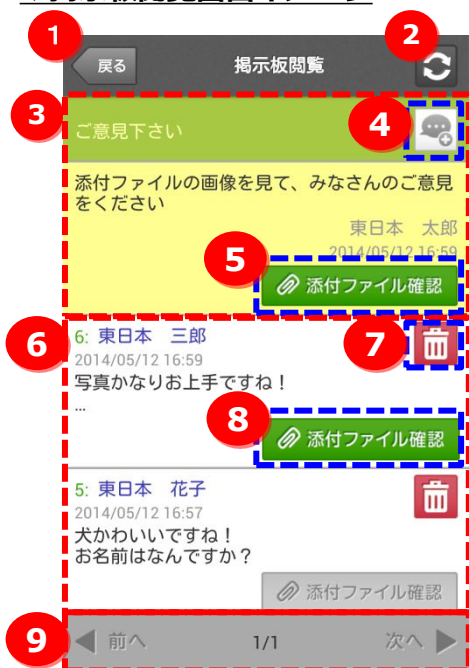 1
2
戻る
掲示板閲覧
3
4
ご意見下さい
添付ファイルの画像を見て、みなさんのご意見
をください
東日本　太郎
2014/05/12 16:59
5
添付ファイル確認
6
7
6: 東日本　三郎
2014/05/12 16:59
写真かなりお上手ですね！
…
8
添付ファイル確認
5: 東日本　花子
2014/05/12 16:57
犬かわいいですね！
お名前はなんですか？
添付ファイル確認
9
前へ
1/1
次へ